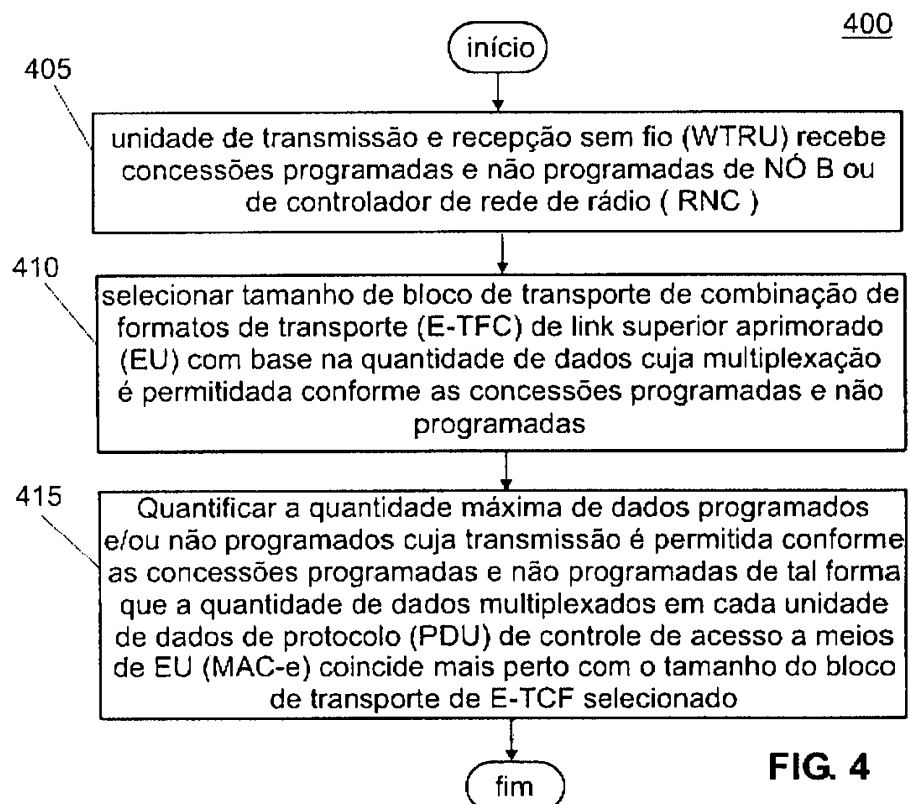 400
início
405
unidade de transmissão e recepção sem fio (WTRU) recebe
concessões programadas e não programadas de NÓ B ou
de controlador de rede de rádio ( RNC )
410
selecionar tamanho de bloco de transporte de combinação de
formatos de transporte (E-TFC) de link superior aprimorado
(EU) com base na quantidade de dados cuja multiplexação
é permitidada conforme as concessões programadas e não
programadas
415
Quantificar a quantidade máxima de dados programados
e/ou não programados cuja transmissão é permitida conforme
as concessões programadas e não programadas de tal forma
que a quantidade de dados multiplexados em cada unidade
de dados de protocolo (PDU) de controle de acesso a meios
de EU (MAC-e) coincide mais perto com o tamanho do bloco
de transporte de E-TCF selecionado
fim
FIG. 4